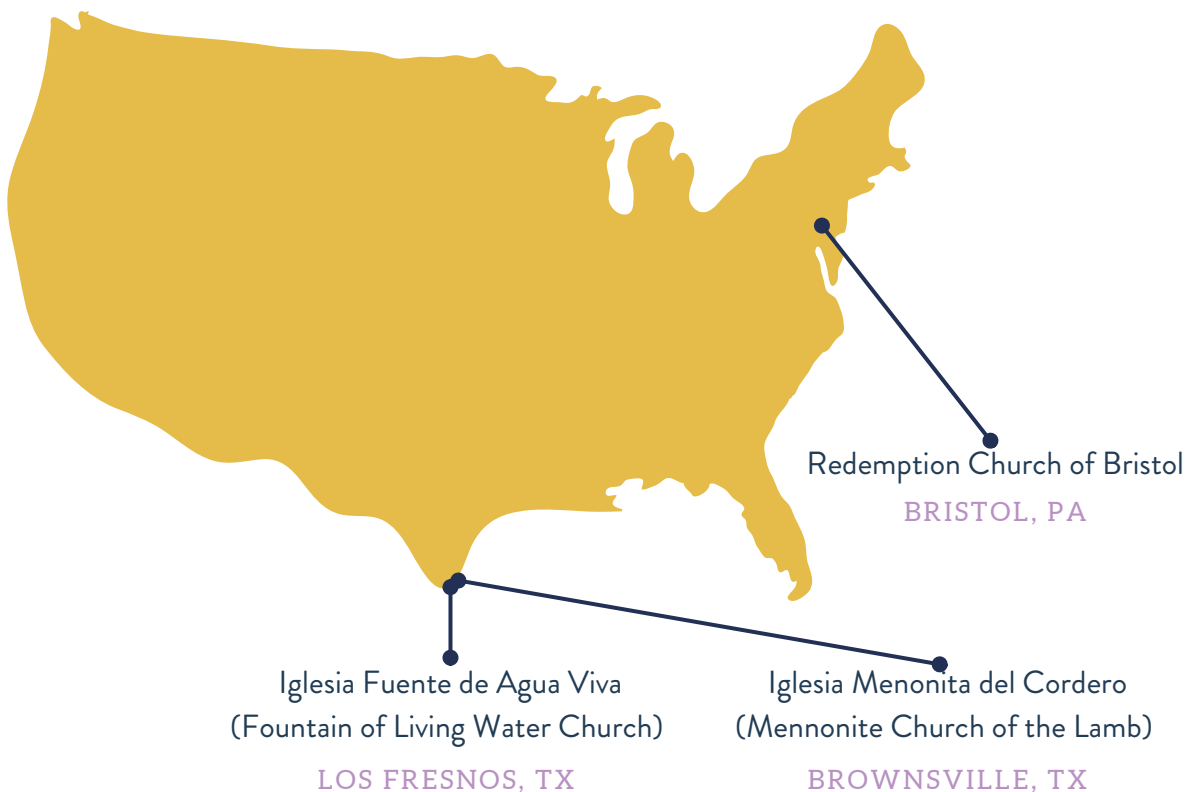 Redemption Church of Bristol
BRISTOL, PA
Iglesia Fuente de Agua Viva
(Fountain of Living Water Church)
LOS FRESNOS, TX
Iglesia Menonita del Cordero
(Mennonite Church of the Lamb)
BROWNSVILLE, TX